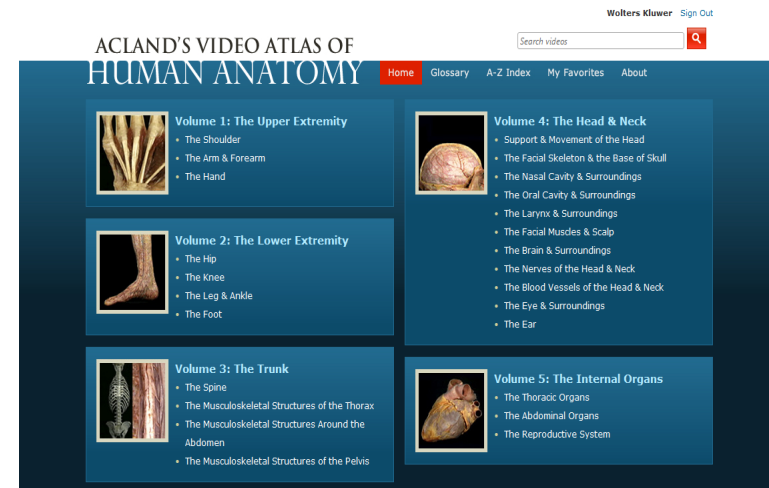 Wolters Kluwer Sign Out
Search videos
ACLAND'S VIDEO ATLAS OF
HUMAN ANATOMY
Home Glossary A-Z Index My Favorites About
Volume 1: The Upper Extremity
The Shoulder
The Arm & Forearm
The Hand
Volume 2: The Lower Extremity
The Hip
The Knee
The Leg & Ankle
The Foot
Volume 3: The Trunk
The Spine
The Musculoskeletal Structures of the Thorax
The Musculoskeletal Structures Around the
Abdomen
The Musculoskeletal Structures of the Pelvis
Volume 4: The Head & Neck
Support & Movement of the Head
The Facial Skeleton & the Base of Skull
The Nasal Cavity & Surroundings
The Oral Cavity & Surroundings
The Larynx & Surroundings
The Facial Muscles & Scalp
The Brain & Surroundings
The Nerves of the Head & Neck
The Blood Vessels of the Head & Neck
The Eye & Surroundings
The Ear
Volume 5: The Internal Organs
The Thoracic Organs
The Abdominal Organs
The Reproductive System